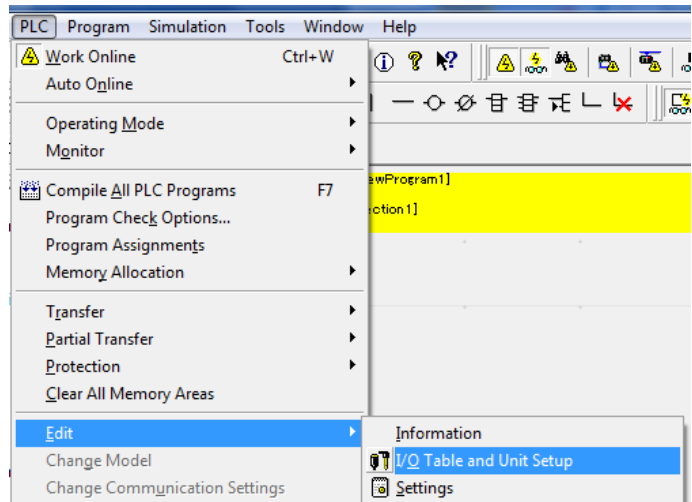 PLC Program Simulation Tools Window Help
Work Online Ctrl+W
Auto Online
Operating Mode
Monitor
ewProgram1]
Compile All PLC Programs F7
ection1]
Program Check Options...
Program Assignments
Memory Allocation
Transfer
Partial Transfer
Protection
Clear All Memory Areas
Edit
Information
Change Model
I/O Table and Unit Setup
Change Communication Settings
Settings